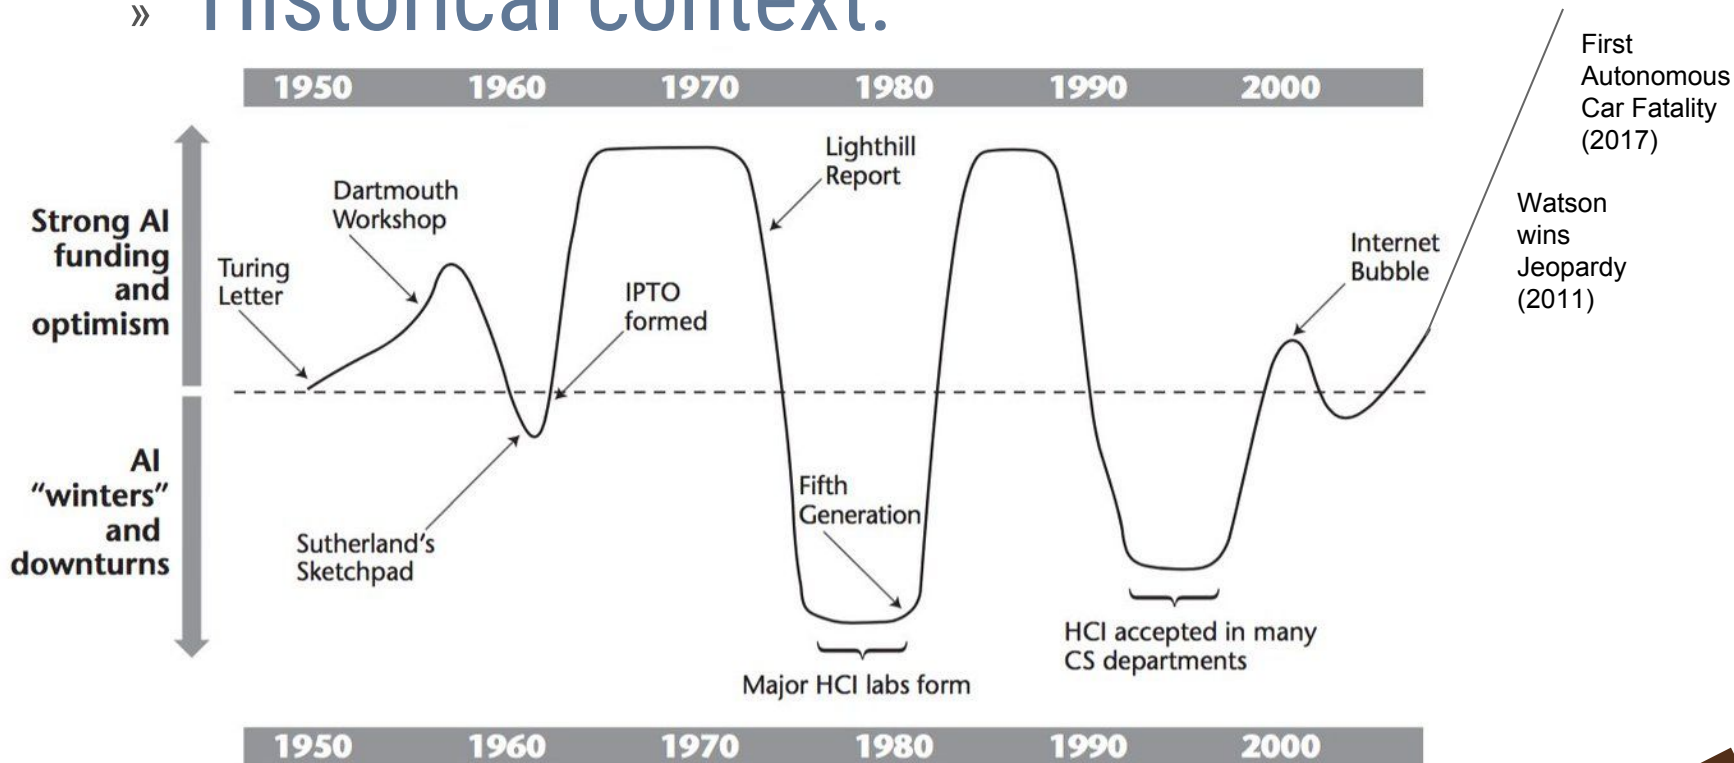 » Historical context:
1950 1960 1970 1980 1990 2000
First
Autonomous
Car Fatality
(2017)
Watson
wins
Jeopardy
(2011)
Strong AI
funding
and
optimism
AI
“winters”
and
downturns
Turing
Letter
Dartmouth
Workshop
Sutherland’s
Sketchpad
IPTO
formed
Lighthill
Report
Fifth
Generation
Major HCI labs form
HCI accepted in many
CS departments
Internet
Bubble
1950 1960 1970 1980 1990 2000